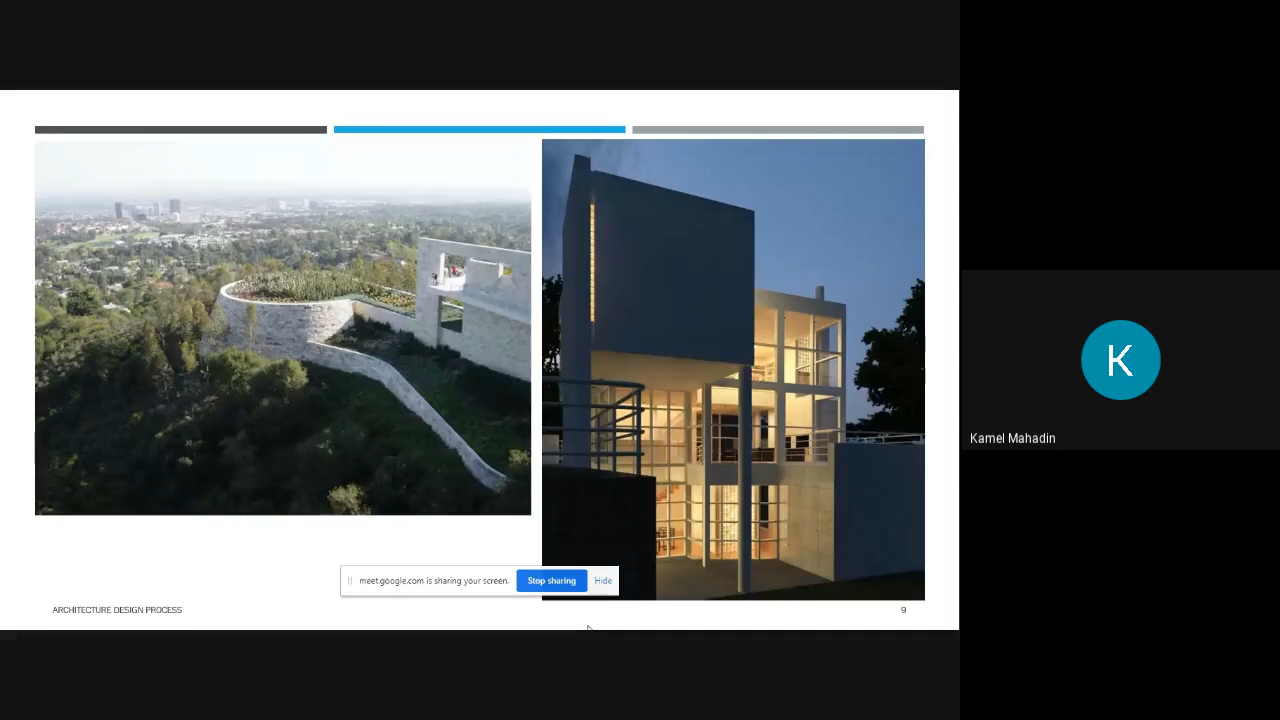 meet.google.com is sharing your screen.
Stop sharing
Hide
ARCHITECTURE DESIGN PROCESS
9
K
Kamel Mahadin